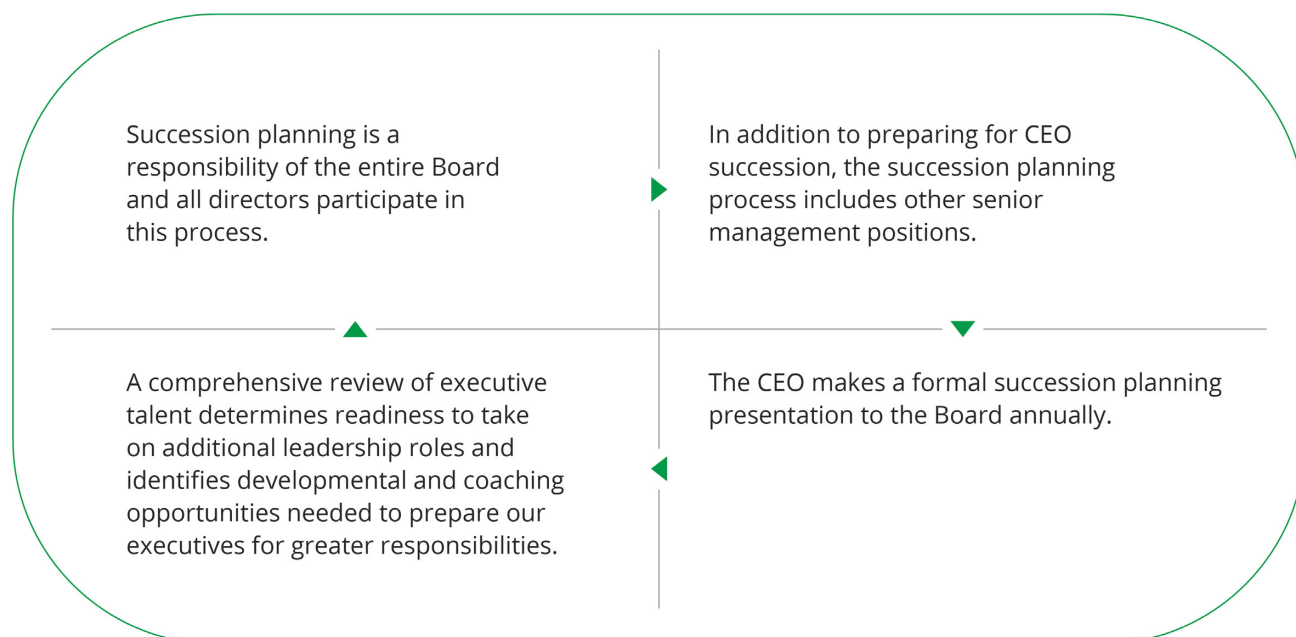 Succession planning is a
responsibility of the entire Board
and all directors participate in
this process.
In addition to preparing for CEO
succession, the succession planning
process includes other senior
management positions.
A comprehensive review of executive
talent determines readiness to take
on additional leadership roles and
identifies developmental and coaching
opportunities needed to prepare our
executives for greater responsibilities.
The CEO makes a formal succession planning
presentation to the Board annually.